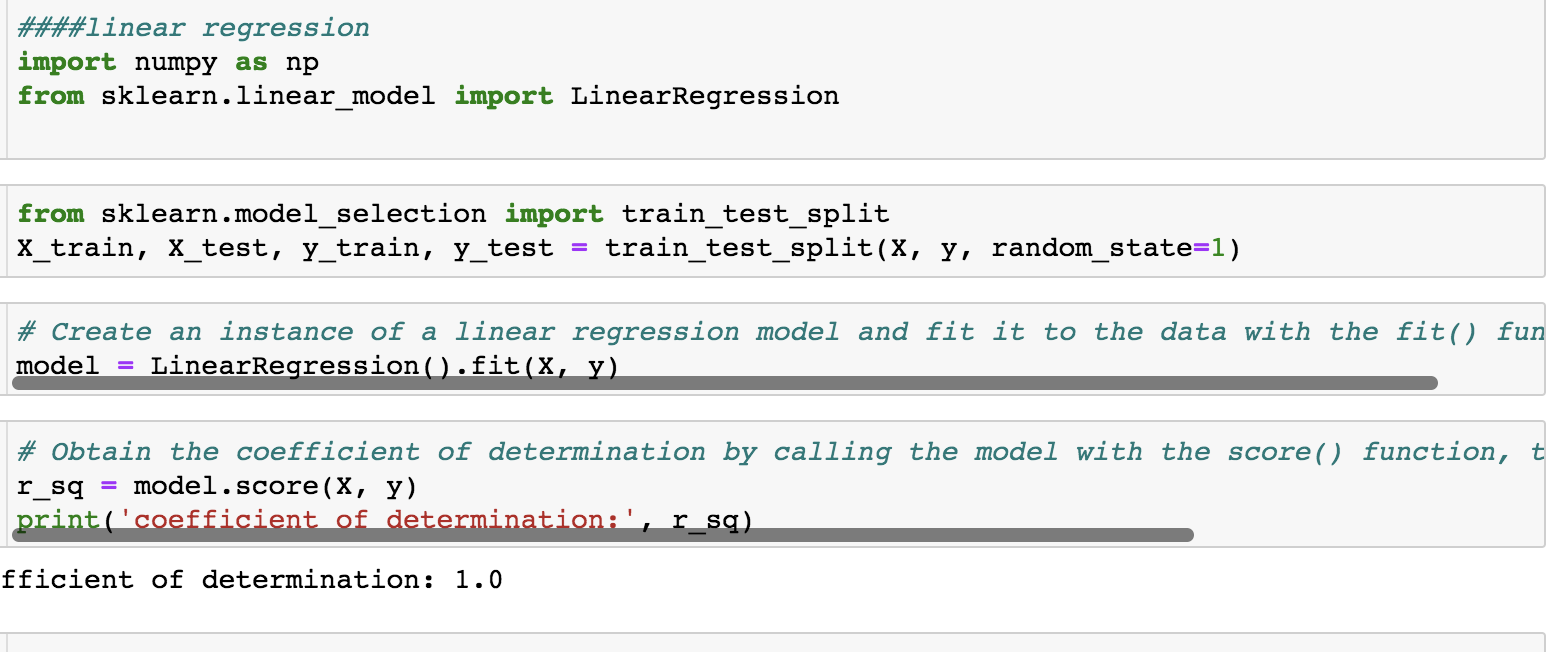 ####linear regression
import numpy as np
from sklearn.linear_model import LinearRegression
from sklearn.model_selection import train_test_split
X_train, X_test, y_train, y_test = train_test_split(X, y, random_state=1)
# Create an instance of a linear regression model and fit it to the data with the fit() fun
model = LinearRegression().fit(X, y)
# Obtain the coefficient of determination by calling the model with the score() function, t
r_sq = model.score(X, y)
print('coefficient of determination:', r_sq)
fficient of determination: 1.0